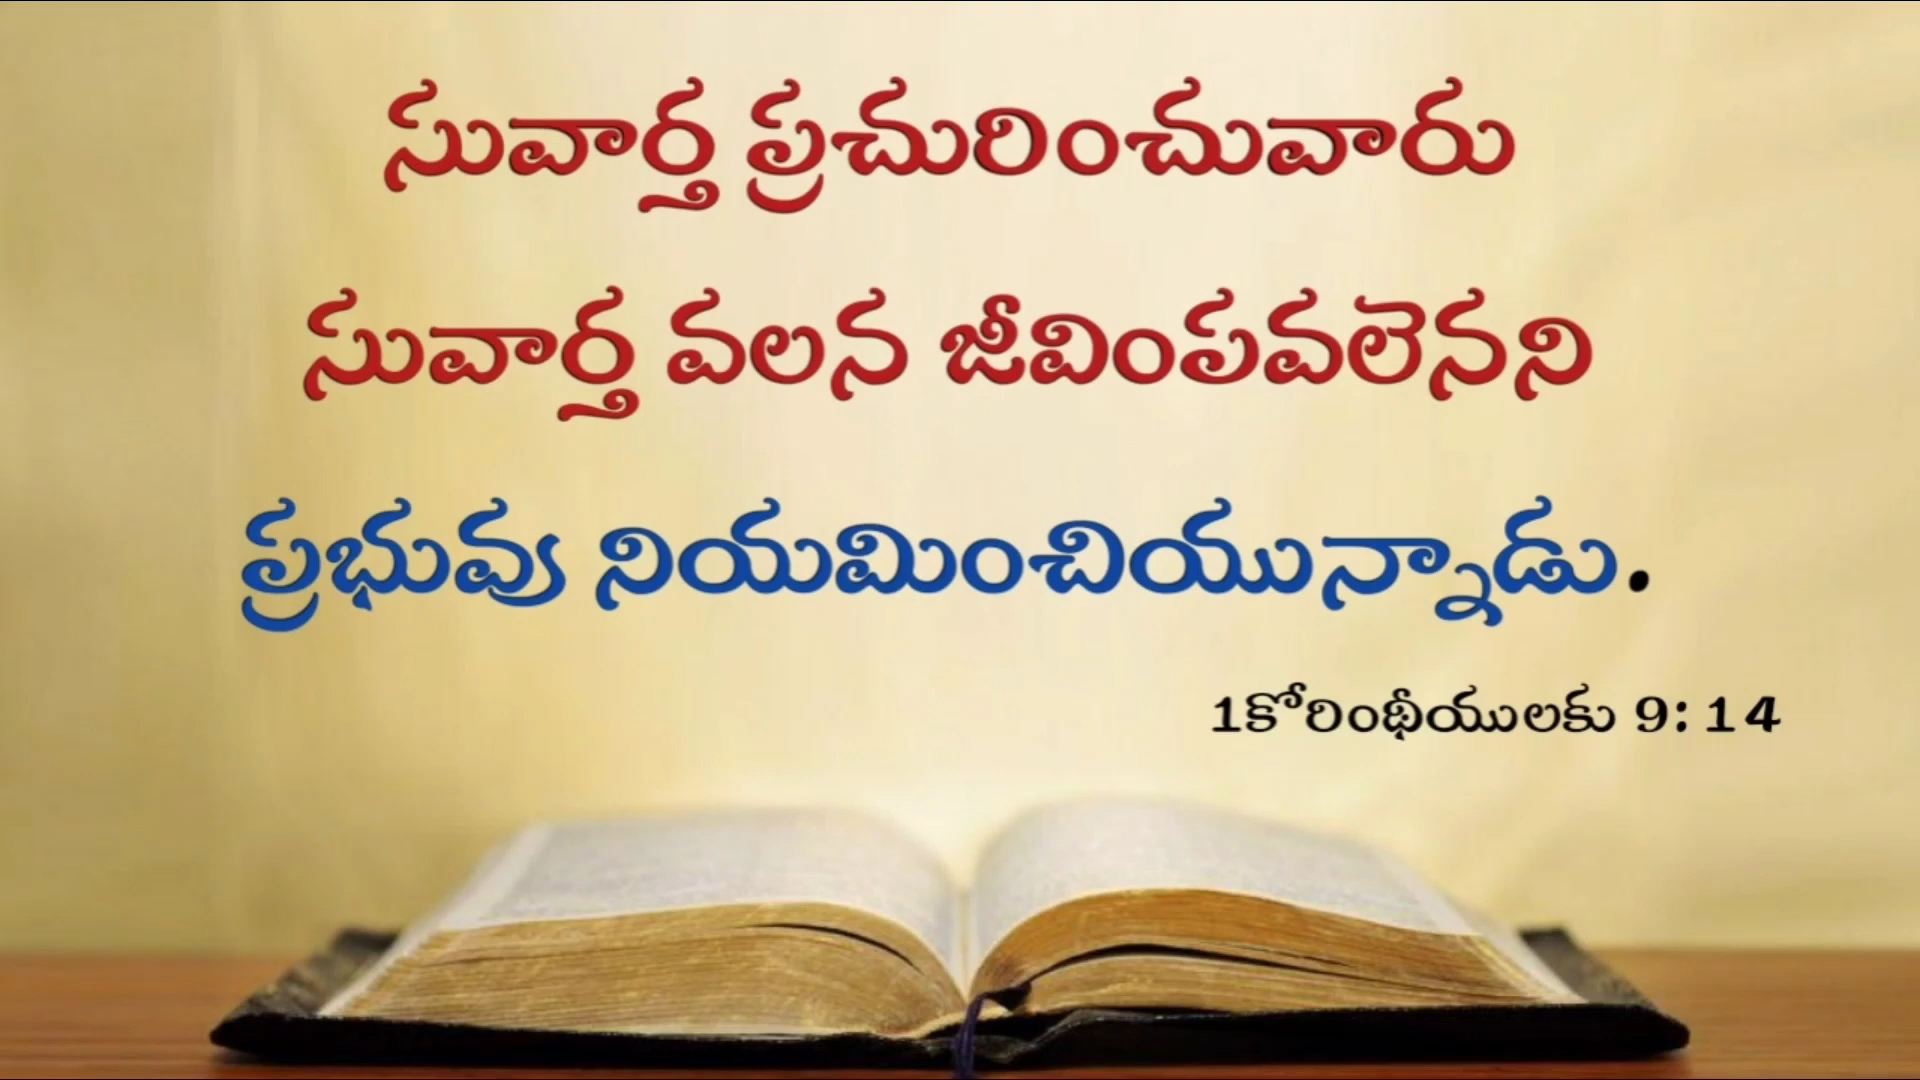 సువార్త ప్రచురించువారు
సువార్త వలన జీవింపవలెనని
ప్రభువు నియమించియున్నాడు.
1కోరింథీయులకు 9:14